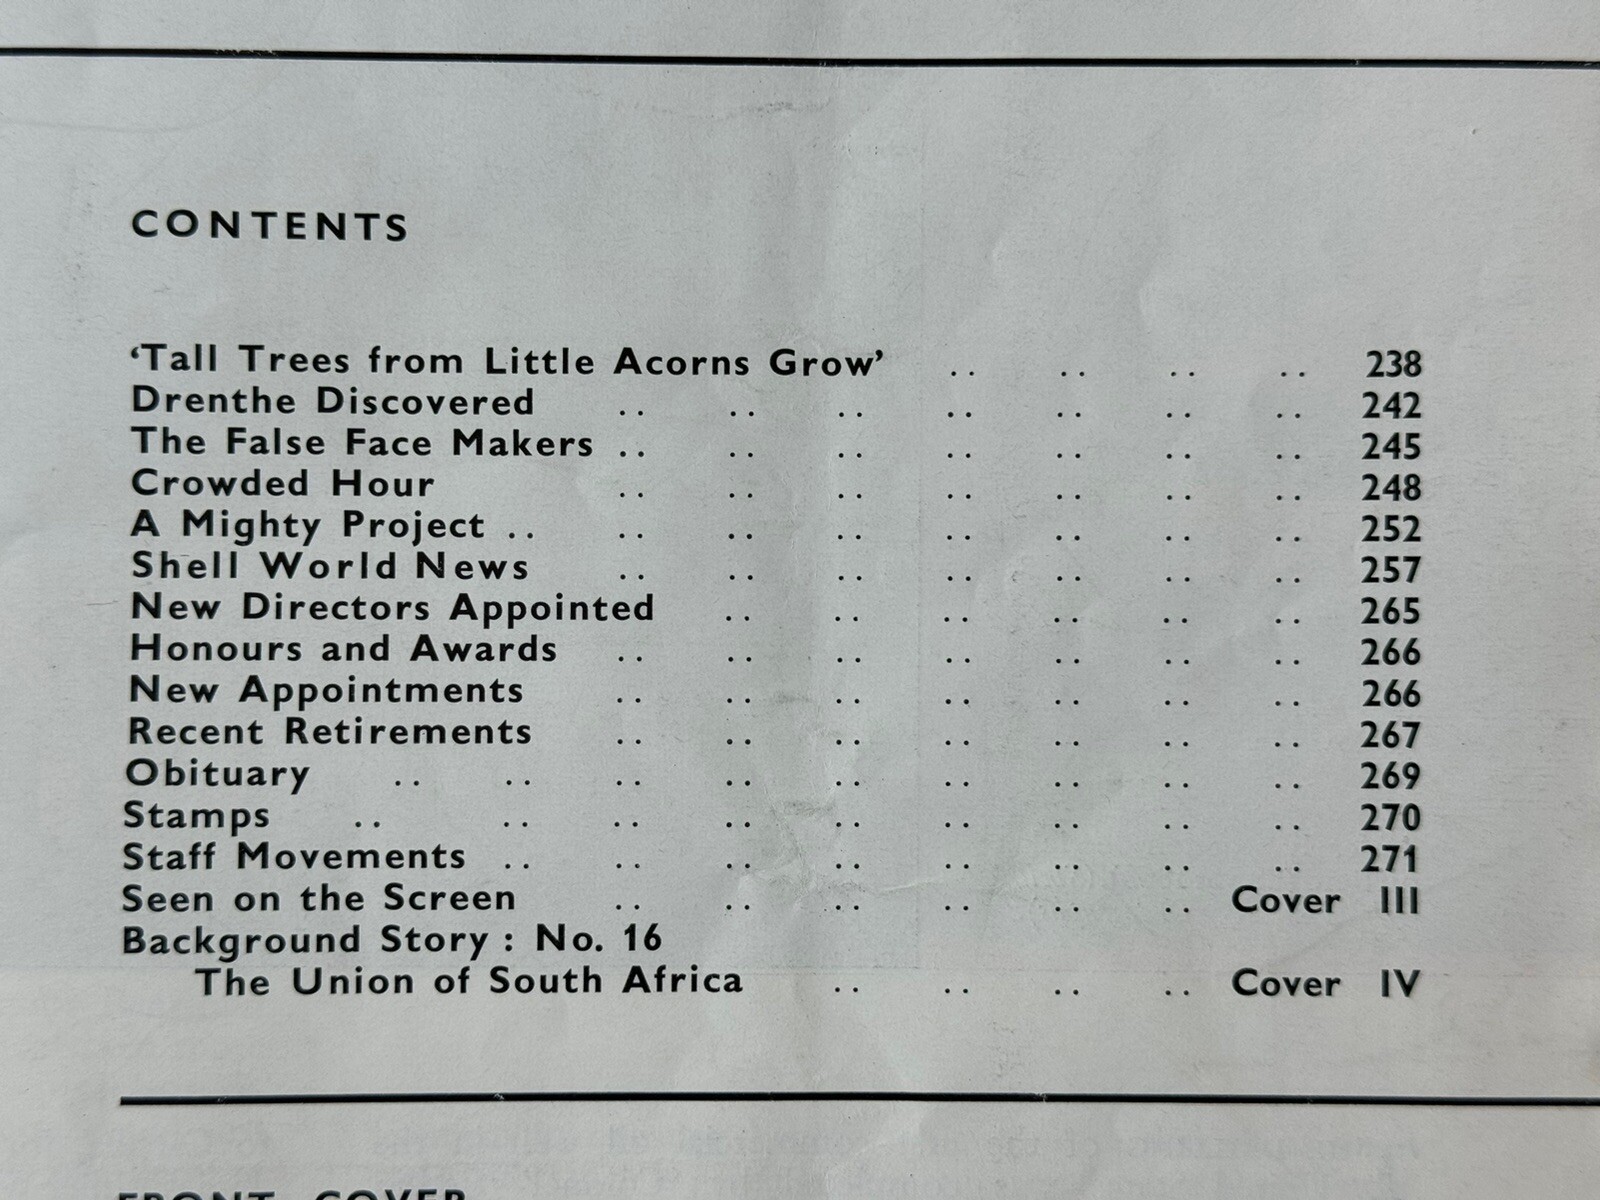 CONTENTS
‘Tall Trees from Little Acorns Grow’ .. .. .. .. 238
Drenthe Discovered .. .. .. .. .. .. .. 242
The False Face Makers .. .. .. .. .. .. .. 245
Crowded Hour .. .. .. .. .. .. .. 248
A Mighty Project .. .. .. .. .. .. .. .. 252
Shell World News .. .. .. .. .. .. .. 257
New Directors Appointed .. .. .. .. .. .. 265
Honours and Awards .. .. .. .. .. .. .. 266
New Appointments .. .. .. .. .. .. .. 266
Recent Retirements .. .. .. .. .. .. .. 267
Obituary .. .. .. .. .. .. .. .. .. 269
Stamps .. .. .. .. .. .. .. .. .. 270
Staff Movements .. .. .. .. .. .. .. .. 271
Seen on the Screen .. .. .. .. .. .. Cover III
Background Story : No. 16
The Union of South Africa .. .. .. .. Cover IV
FRONT COVER